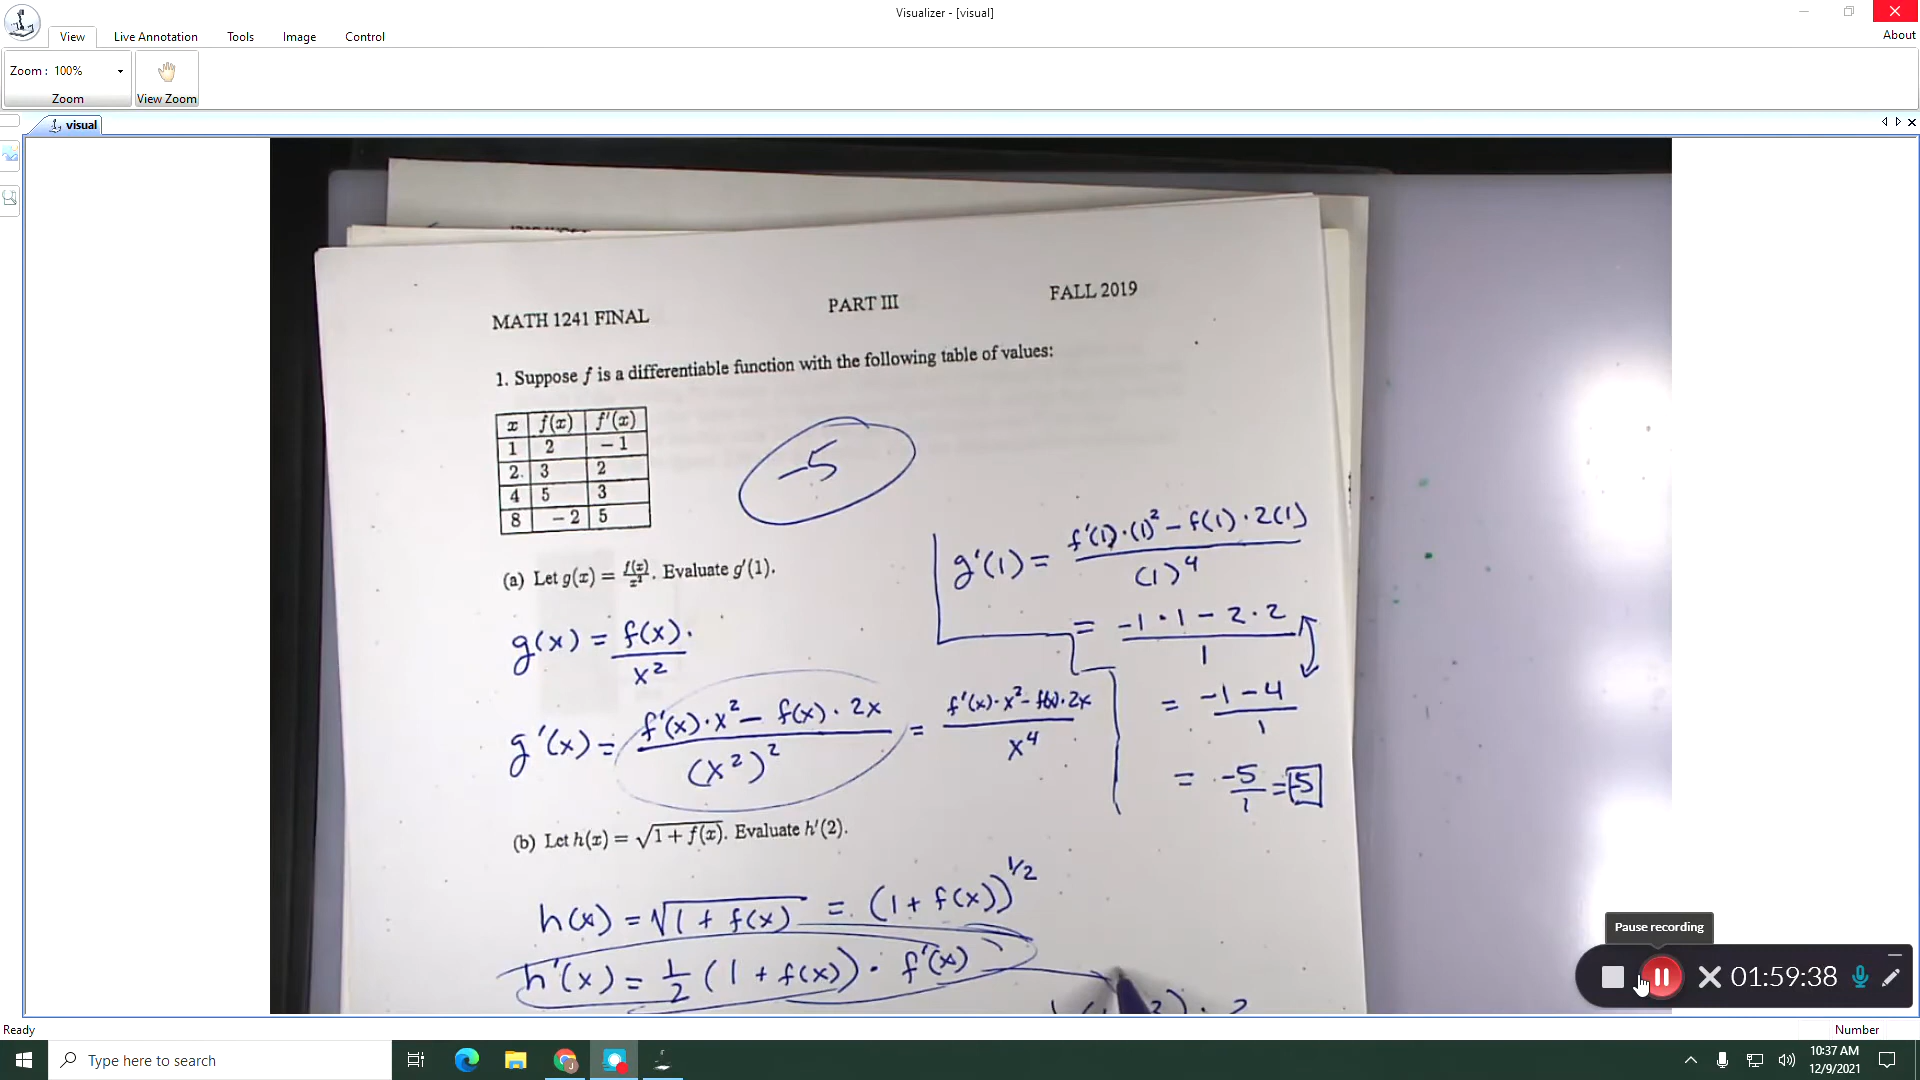 Visualizer - [visual]
View Live Annotation Tools Image Control
About
Zoom : 100%
Zoom View Zoom
visual
MATH 1241 FINAL PART III FALL 2019
1. Suppose f is a differentiable function with the following table of values:
x f(x) f'(x)
1 2 -1
2. 3 2
4 5 3
8 -2 5
-5
(a) Let g(x) = f(x)/x². Evaluate g'(1).
g(x) = f(x)/x²
g'(x) = (f'(x)·x² - f(x)·2x)/(x²)² = (f'(x)·x² - f(x)·2x)/x⁴
g'(1) = (f'(1)·(1)² - f(1)·2(1))/(1)⁴
= (-1·1 - 2·2)/1
= (-1-4)/1
= -5/1 = -5
(b) Let h(x) = √(1 + f(x)). Evaluate h'(2).
h(x) = √(1 + f(x)) = (1 + f(x))^1/2
h'(x) = 1/2 (1 + f(x)) · f'(x)
Pause recording
01:59:38
Ready
Number
Type here to search
10:37 AM
12/9/2021